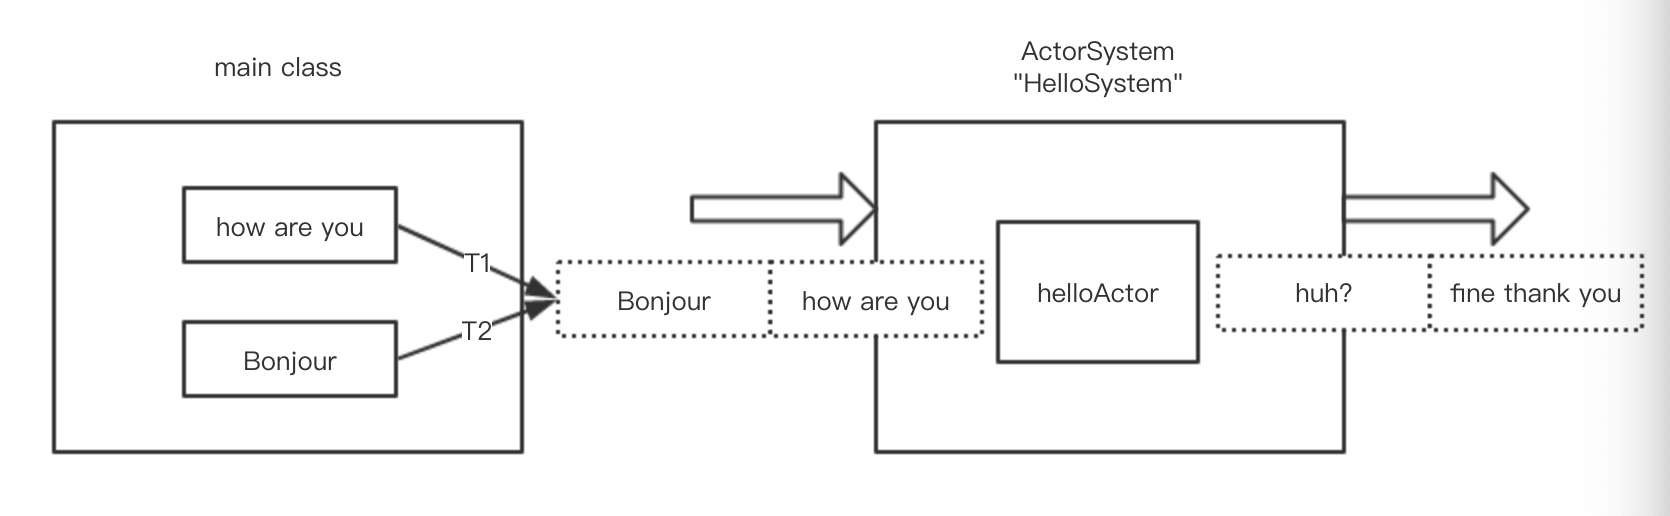 main class
ActorSystem
"HelloSystem"
how are you
T1
T2
Bonjour
Bonjour
how are you
helloActor
huh?
fine thank you